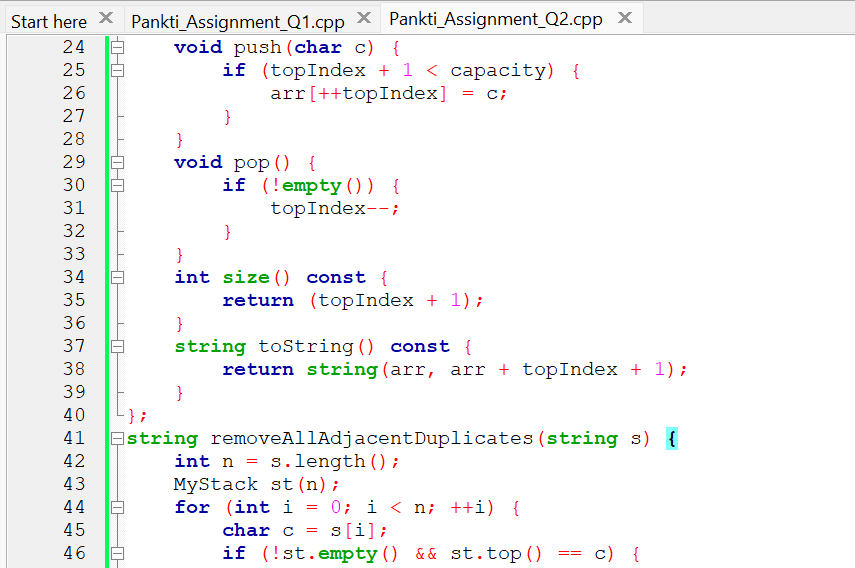 Start here Pankti_Assignment_Q1.cpp Pankti_Assignment_Q2.cpp
24 void push(char c) {
25 if (topIndex + 1 < capacity) {
26 arr[++topIndex] = c;
27 }
28 }
29 void pop() {
30 if (!empty()) {
31 topIndex--;
32 }
33 }
34 int size() const {
35 return (topIndex + 1);
36 }
37 string toString() const {
38 return string(arr, arr + topIndex + 1);
39 }
40 };
41 string removeAllAdjacentDuplicates(string s) {
42 int n = s.length();
43 MyStack st(n);
44 for (int i = 0; i < n; ++i) {
45 char c = s[i];
46 if (!st.empty() && st.top() == c) {